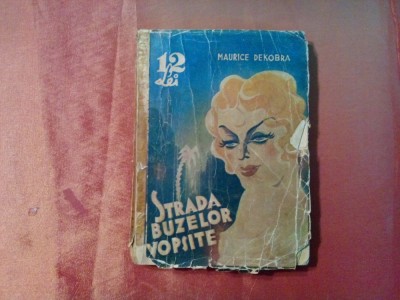 12
Lei
MAURICE DEKOBRA
STRADA
BUZELOR
VOPSITE